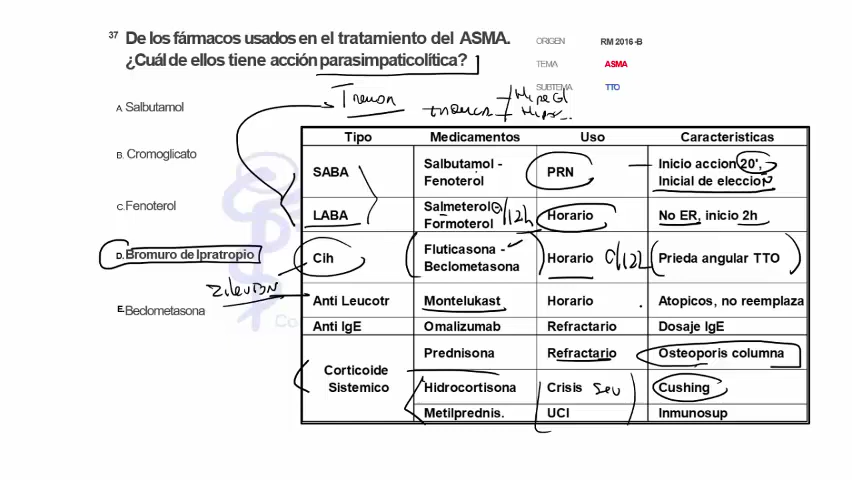 37 De los fármacos usados en el tratamiento del ASMA.
¿Cuál de ellos tiene acción parasimpaticolítica?
ORIGEN RM 2016 -B
TEMA ASMA
SUBTEMA TTO
A. Salbutamol
B. Cromoglicato
C. Fenoterol
D. Bromuro de Ipratropio
E. Beclometasona
Tipo Medicamentos Uso Caracteristicas
SABA Salbutamol - Fenoterol PRN Inicio accion 20', Inicial de eleccion
LABA Salmeterol Formoterol /12h Horario No ER, inicio 2h
Cih Fluticasona - Beclometasona Horario c/12h Prieda angular TTO
Anti Leucotr Montelukast Horario Atopicos, no reemplaza
Anti IgE Omalizumab Refractario Dosaje IgE
Corticoide Sistemico Prednisona Refractario Osteoporis columna
Hidrocortisona Crisis Sev Cushing
Metilprednis. UCI Inmunosup